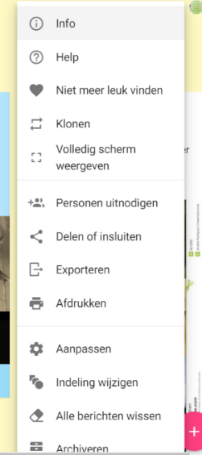 Info
Help
Niet meer leuk vinden
Klonen
Volledig scherm
weergeven
Personen uitnodigen
Delen of insluiten
Exporteren
Afdrukken
Aanpassen
Indeling wijzigen
Alle berichten wissen
Archiveren